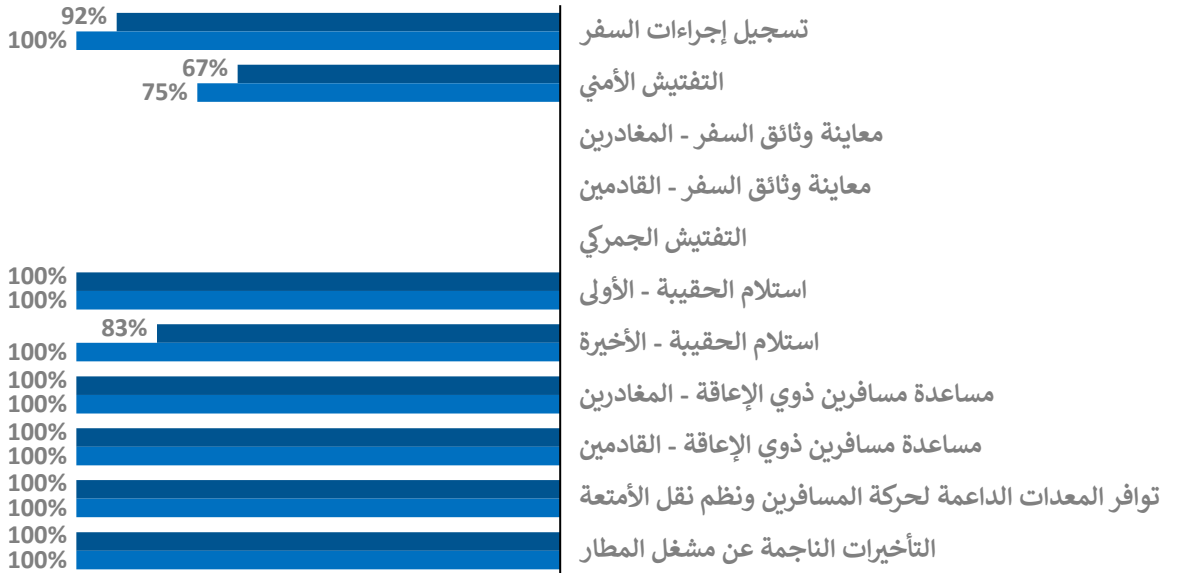 تسجيل إجراءات السفر
92%
100%
التفتيش الأمني
67%
75%
معاينة وثائق السفر - المغادرين
معاينة وثائق السفر - القادمين
التفتيش الجمركي
استلام الحقيبة - الأولى
100%
100%
استلام الحقيبة - الأخيرة
83%
100%
مساعدة مسافرين ذوي الإعاقة - المغادرين
100%
100%
مساعدة مسافرين ذوي الإعاقة - القادمين
100%
100%
توافر المعدات الداعمة لحركة المسافرين ونظم نقل الأمتعة
100%
100%
التأخيرات الناجمة عن مشغل المطار
100%
100%